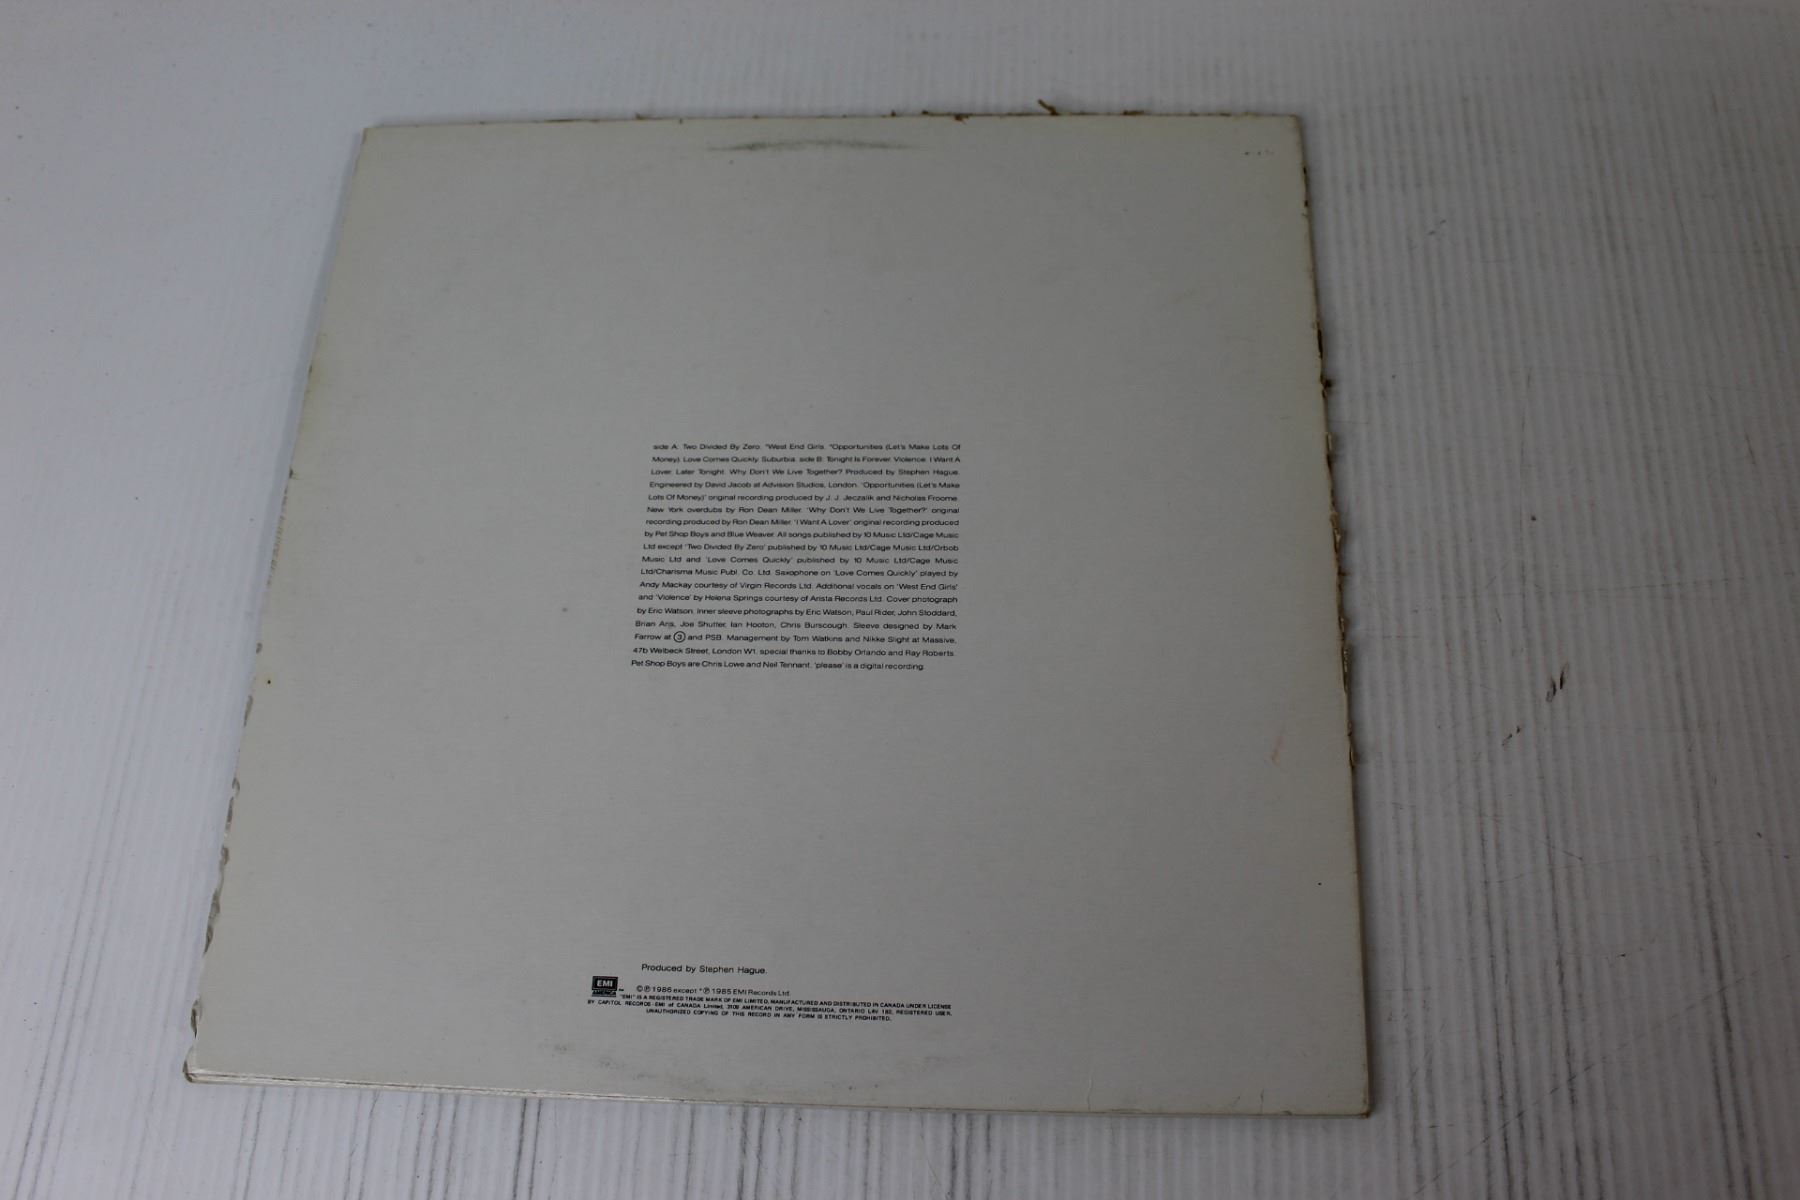 side A: Two Divided By Zero. *West End Girls. *Opportunities (Let's Make Lots Of
Money). Love Comes Quickly. Suburbia. side B: Tonight Is Forever. Violence. I Want A
Lover. Later Tonight. Why Don't We Live Together? Produced by Stephen Hague.
Engineered by David Jacob at Advision Studios, London. 'Opportunities (Let's Make
Lots Of Money)' original recording produced by J. J. Jeczalik and Nicholas Froome.
New York overdubs by Ron Dean Miller. 'Why Don't We Live Together?' original
recording produced by Ron Dean Miller. 'I Want A Lover' original recording produced
by Pet Shop Boys and Blue Weaver. All songs published by 10 Music Ltd/Cage Music
Ltd except 'Two Divided By Zero' published by 10 Music Ltd/Cage Music Ltd/Orbob
Music Ltd and 'Love Comes Quickly' published by 10 Music Ltd/Cage Music
Ltd/Charisma Music Publ. Co. Ltd. Saxophone on 'Love Comes Quickly' played by
Andy Mackay courtesy of Virgin Records Ltd. Additional vocals on 'West End Girls'
and 'Violence' by Helena Springs courtesy of Arista Records Ltd. Cover photograph
by Eric Watson. Inner sleeve photographs by Eric Watson, Paul Rider, John Stoddard,
Brian Aris, Joe Shutter, Ian Hooton, Chris Burscough. Sleeve designed by Mark
Farrow at ③ and PSB. Management by Tom Watkins and Nikke Slight at Massive,
47b Welbeck Street, London W1. special thanks to Bobby Orlando and Ray Roberts.
Pet Shop Boys are Chris Lowe and Neil Tennant. 'please' is a digital recording.
Produced by Stephen Hague.
EMI
AMERICA
©℗1986 except *℗1985 EMI Records Ltd.
"EMI" IS A REGISTERED TRADE MARK OF EMI LIMITED. MANUFACTURED AND DISTRIBUTED IN CANADA UNDER LICENSE
BY CAPITOL RECORDS-EMI of CANADA Limited, 3109 AMERICAN DRIVE, MISSISSAUGA, ONTARIO L4V 1B2, REGISTERED USER.
UNAUTHORIZED COPYING OF THIS RECORD IN ANY FORM IS STRICTLY PROHIBITED.